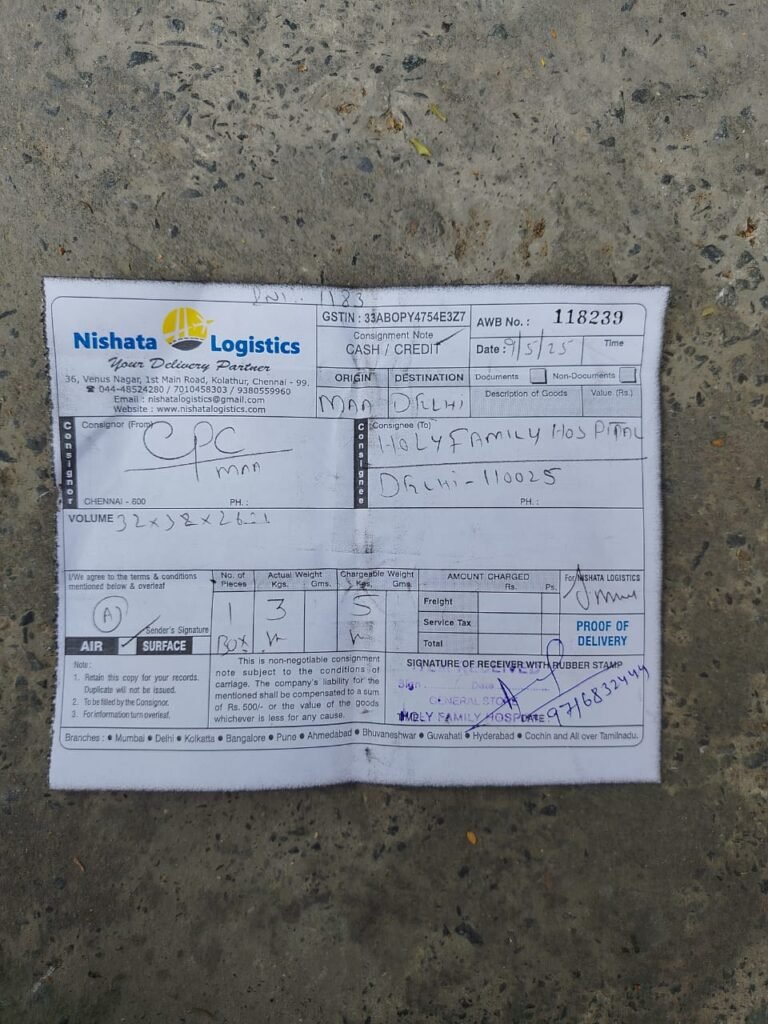 1183
Nishata Logistics
Your Delivery Partner
36, Venus Nagar, 1st Main Road, Kolathur, Chennai - 99.
☎ 044-48524280 / 7010458303 / 9380559960
Email : nishatalogistics@gmail.com
Website : www.nishatalogistics.com
GSTIN : 33ABOPY4754E3Z7
Consignment Note
CASH / CREDIT
AWB No. : 118239
Date : 9/5/25
Time
ORIGIN DESTINATION
MAA DELHI
Documents Non-Documents
Description of Goods Value (Rs.)
Consignor
Consignor (From)
CPC
MAA
CHENNAI - 600 PH. :
Consignee
Consignee (To)
HOLY FAMILY HOSPITAL
DELHI-110025
PH. :
VOLUME 32x38x26.21
I/We agree to the terms & conditions
mentioned below & overleaf
A
Sender's Signature
AIR SURFACE
No. of Pieces
1
BOX
Actual Weight
Kgs. Gms.
3
Chargeable Weight
Kgs. Gms.
5
AMOUNT CHARGED
Rs. Ps.
Freight
Service Tax
Total
For NISHATA LOGISTICS
PROOF OF
DELIVERY
Note :
1. Retain this copy for your records.
Duplicate will not be issued.
2. To be filled by the Consignor.
3. For information turn overleaf.
This is non-negotiable consignment
note subject to the conditions of
carriage. The company's liability for the
mentioned shall be compensated to a sum
of Rs. 500/- or the value of the goods
whichever is less for any cause.
SIGNATURE OF RECEIVER WITH RUBBER STAMP
RECEIVED
Sign. Date
GENERAL STORE
HOLY FAMILY HOSP
DATE : 9716832444
Branches : ● Mumbai ● Delhi ● Kolkatta ● Bangalore ● Pune ● Ahmedabad ● Bhuvaneshwar ● Guwahati ● Hyderabad ● Cochin and All over Tamilnadu.